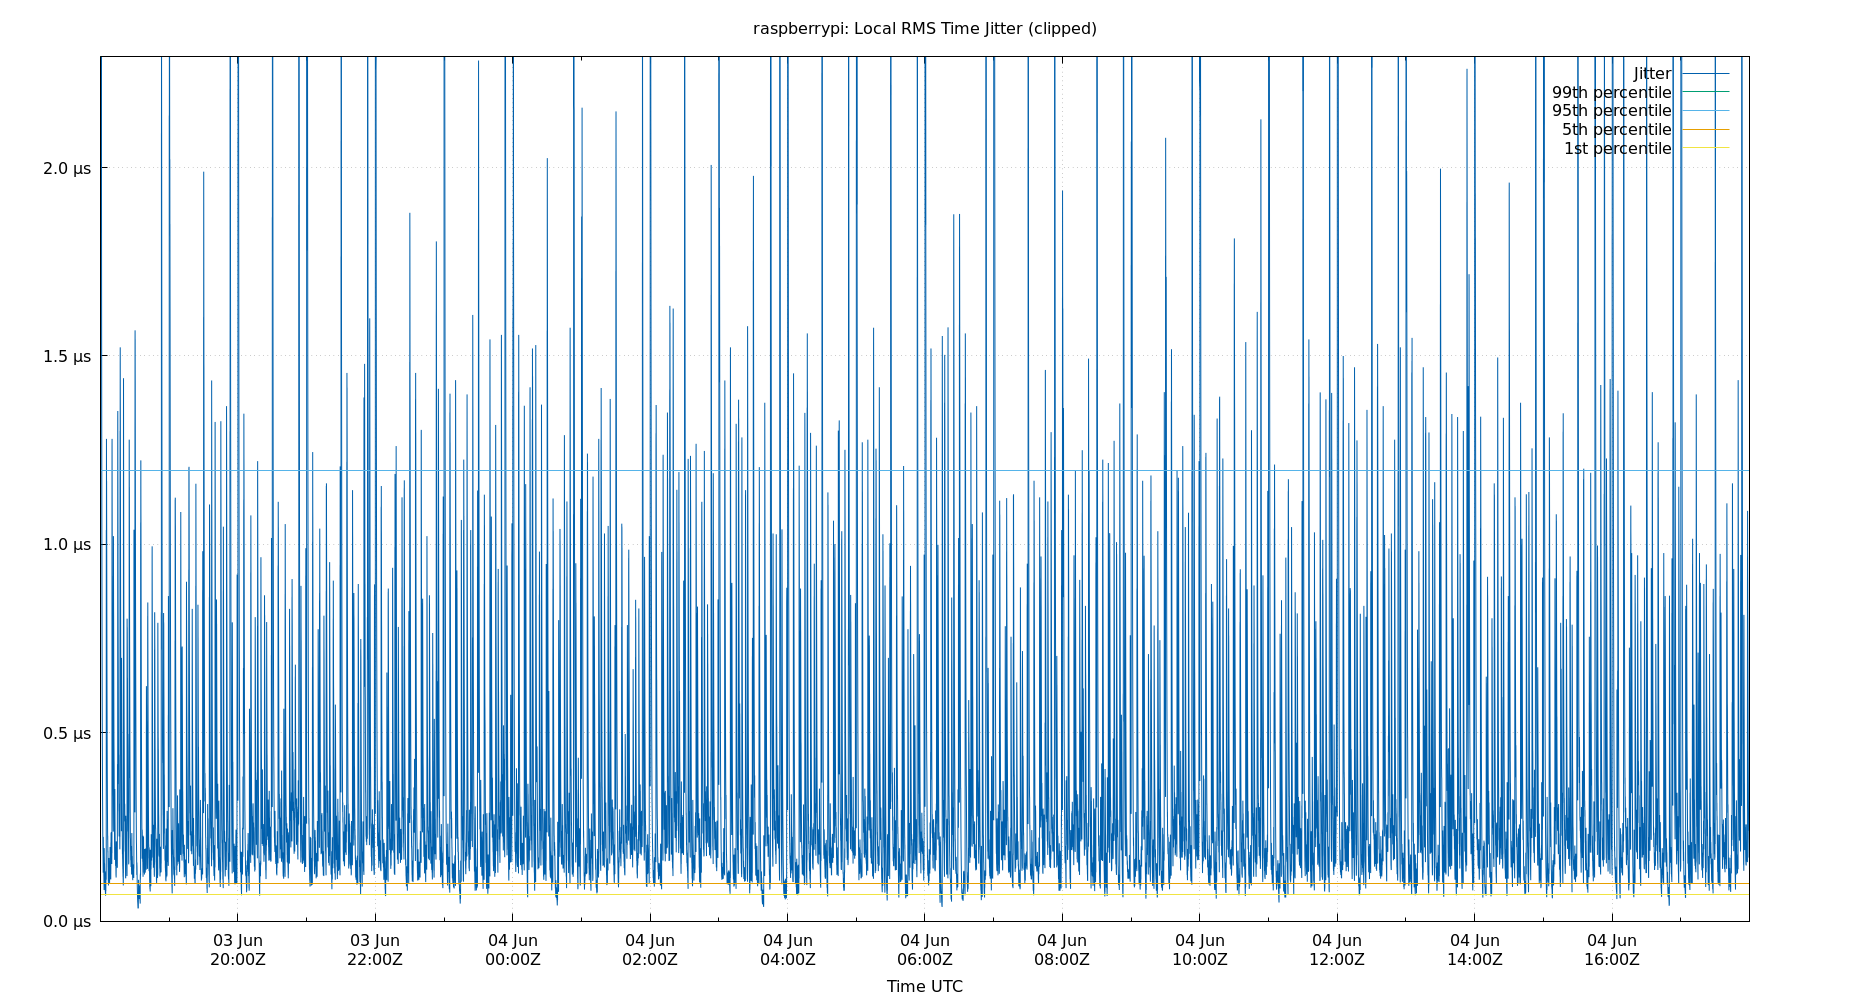 raspberrypi: Local RMS Time Jitter (clipped)
Jitter
99th percentile
95th percentile
5th percentile
1st percentile
2.0 μs
1.5 μs
1.0 μs
0.5 μs
0.0 μs
03 Jun 03 Jun 04 Jun 04 Jun 04 Jun 04 Jun 04 Jun 04 Jun 04 Jun 04 Jun 04 Jun
20:00Z 22:00Z 00:00Z 02:00Z 04:00Z 06:00Z 08:00Z 10:00Z 12:00Z 14:00Z 16:00Z
Time UTC